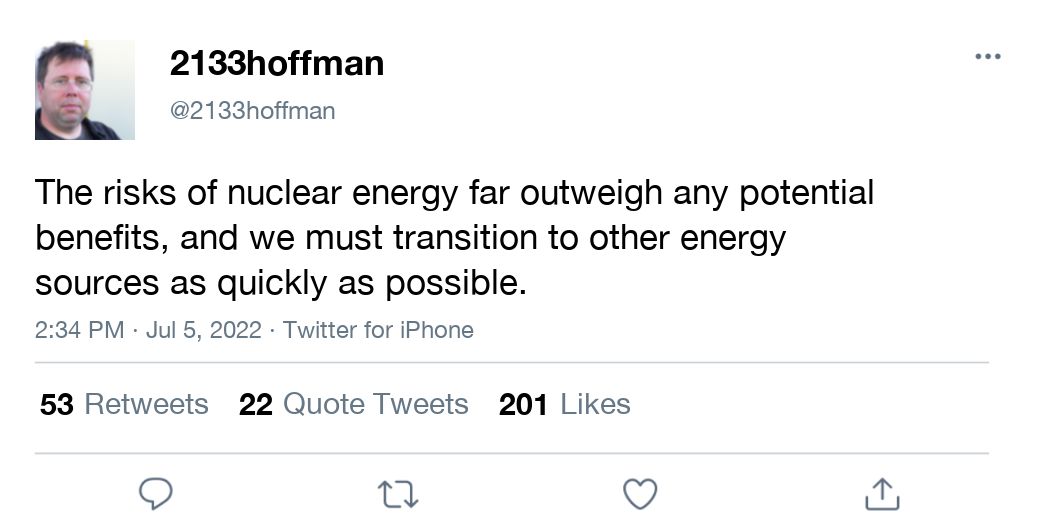 2133hoffman
@2133hoffman
The risks of nuclear energy far outweigh any potential
benefits, and we must transition to other energy
sources as quickly as possible.
2:34 PM · Jul 5, 2022 · Twitter for iPhone
53 Retweets 22 Quote Tweets 201 Likes